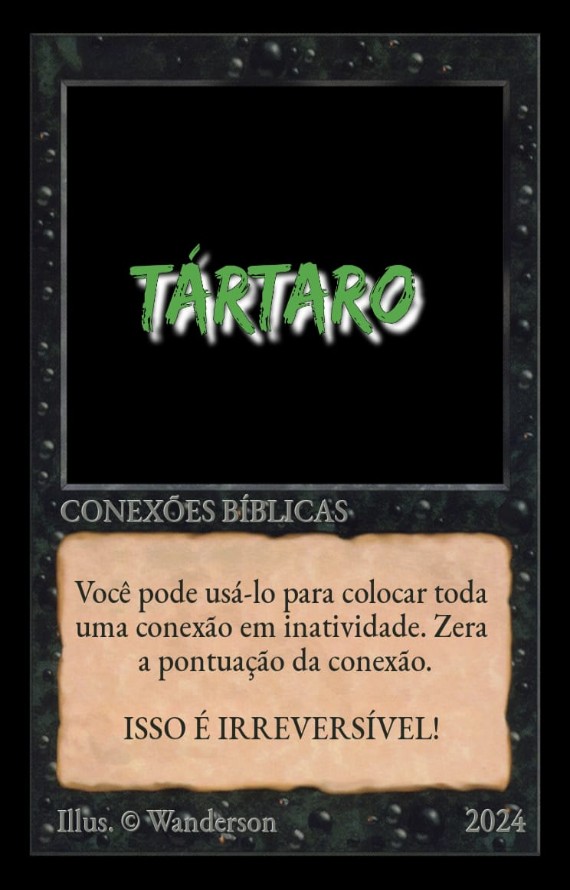 TÁRTARO
CONEXÕES BÍBLICAS
Você pode usá-lo para colocar toda
uma conexão em inatividade. Zera
a pontuação da conexão.
ISSO É IRREVERSÍVEL!
Illus. © Wanderson
2024